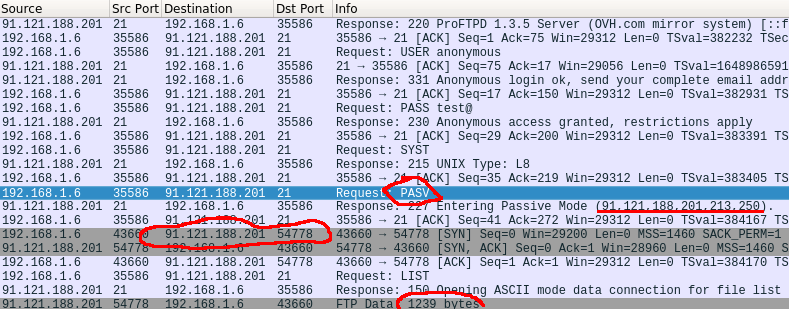 Source Src Port Destination Dst Port Info
91.121.188.201 21 192.168.1.6 35586 Response: 220 ProFTPD 1.3.5 Server (OVH.com mirror system) [::f
192.168.1.6 35586 91.121.188.201 21 35586 → 21 [ACK] Seq=1 Ack=75 Win=29312 Len=0 TSval=382232 TSec
192.168.1.6 35586 91.121.188.201 21 Request: USER anonymous
91.121.188.201 21 192.168.1.6 35586 21 → 35586 [ACK] Seq=75 Ack=17 Win=29056 Len=0 TSval=1648986591
91.121.188.201 21 192.168.1.6 35586 Response: 331 Anonymous login ok, send your complete email addr
192.168.1.6 35586 91.121.188.201 21 35586 → 21 [ACK] Seq=17 Ack=150 Win=29312 Len=0 TSval=382931 TS
192.168.1.6 35586 91.121.188.201 21 Request: PASS test@
91.121.188.201 21 192.168.1.6 35586 Response: 230 Anonymous access granted, restrictions apply
192.168.1.6 35586 91.121.188.201 21 35586 → 21 [ACK] Seq=29 Ack=200 Win=29312 Len=0 TSval=383391 TS
192.168.1.6 35586 91.121.188.201 21 Request: SYST
91.121.188.201 21 192.168.1.6 35586 Response: 215 UNIX Type: L8
192.168.1.6 35586 91.121.188.201 21 35586 → 21 [ACK] Seq=35 Ack=219 Win=29312 Len=0 TSval=383405 TS
192.168.1.6 35586 91.121.188.201 21 Request: PASV
91.121.188.201 21 192.168.1.6 35586 Response: 227 Entering Passive Mode (91,121,188,201,213,250).
192.168.1.6 35586 91.121.188.201 21 35586 → 21 [ACK] Seq=41 Ack=272 Win=29312 Len=0 TSval=384167 TS
192.168.1.6 43660 91.121.188.201 54778 43660 → 54778 [SYN] Seq=0 Win=29200 Len=0 MSS=1460 SACK_PERM=1
91.121.188.201 54778 192.168.1.6 43660 54778 → 43660 [SYN, ACK] Seq=0 Ack=1 Win=28960 Len=0 MSS=1460 S
192.168.1.6 43660 91.121.188.201 54778 43660 → 54778 [ACK] Seq=1 Ack=1 Win=29312 Len=0 TSval=384170 TS
192.168.1.6 35586 91.121.188.201 21 Request: LIST
91.121.188.201 21 192.168.1.6 35586 Response: 150 Opening ASCII mode data connection for file list
91.121.188.201 54778 192.168.1.6 43660 FTP Data: 1239 bytes